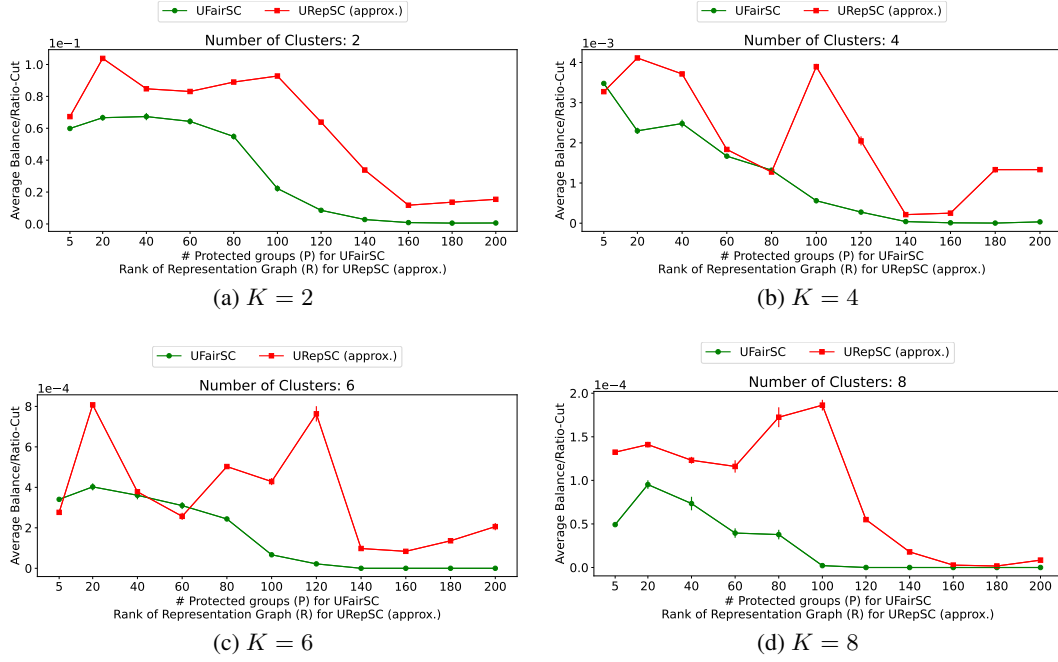 UFairSC URepSC (approx.)
Number of Clusters: 2
1e−1
Average Balance/Ratio-Cut
1.0
0.8
0.6
0.4
0.2
0.0
5 20 40 60 80 100 120 140 160 180 200
# Protected groups (P) for UFairSC
Rank of Representation Graph (R) for URepSC (approx.)
(a) K = 2
UFairSC URepSC (approx.)
Number of Clusters: 4
1e−3
Average Balance/Ratio-Cut
4
3
2
1
0
5 20 40 60 80 100 120 140 160 180 200
# Protected groups (P) for UFairSC
Rank of Representation Graph (R) for URepSC (approx.)
(b) K = 4
UFairSC URepSC (approx.)
Number of Clusters: 6
1e−4
Average Balance/Ratio-Cut
8
6
4
2
0
5 20 40 60 80 100 120 140 160 180 200
# Protected groups (P) for UFairSC
Rank of Representation Graph (R) for URepSC (approx.)
(c) K = 6
UFairSC URepSC (approx.)
Number of Clusters: 8
1e−4
Average Balance/Ratio-Cut
2.0
1.5
1.0
0.5
0.0
5 20 40 60 80 100 120 140 160 180 200
# Protected groups (P) for UFairSC
Rank of Representation Graph (R) for URepSC (approx.)
(d) K = 8